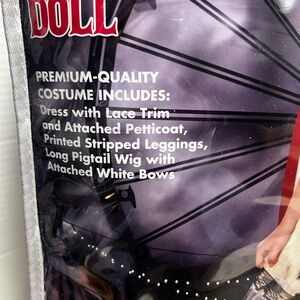 DOLL
PREMIUM-QUALITY
COSTUME INCLUDES:
Dress with Lace Trim
and Attached Petticoat,
Printed Stripped Leggings,
Long Pigtail Wig with
Attached White Bows